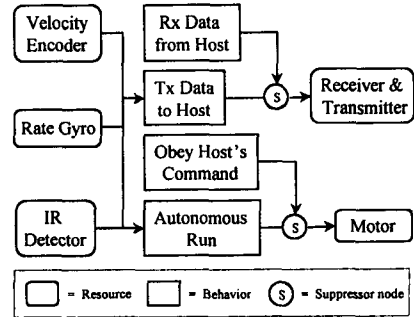 Velocity
Encoder
Rx Data
from Host
Tx Data
to Host
S
Receiver &
Transmitter
Rate Gyro
Obey Host's
Command
IR
Detector
Autonomous
Run
S
Motor
= Resource
= Behavior
S
= Suppressor node